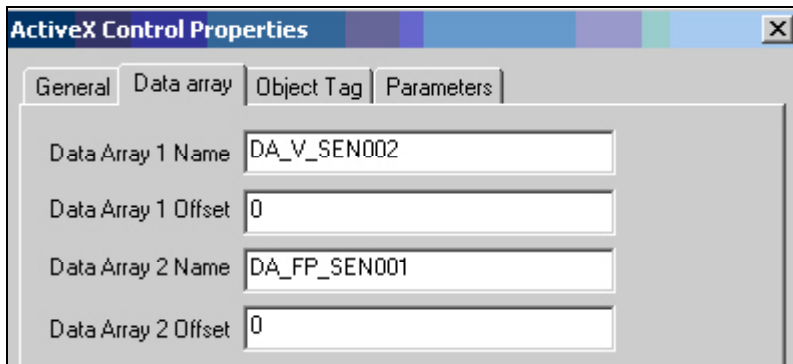 ActiveX Control Properties
General Data array Object Tag Parameters
Data Array 1 Name DA_V_SEN002
Data Array 1 Offset 0
Data Array 2 Name DA_FP_SEN001
Data Array 2 Offset 0